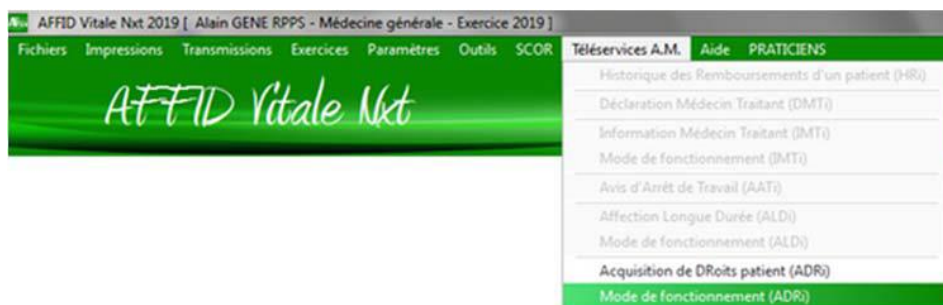 AFFID Vitale Nxt 2019 [ Alain GENE RPPS - Médecine générale - Exercice 2019 ]
Fichiers Impressions Transmissions Exercices Paramètres Outils SCOR Téléservices A.M. Aide PRATICIENS
AFFID Vitale Nxt
Historique des Remboursements d'un patient (HRi)
Déclaration Médecin Traitant (DMTi)
Information Médecin Traitant (IMTi)
Mode de fonctionnement (IMTi)
Avis d'Arrêt de Travail (AATi)
Affection Longue Durée (ALDi)
Mode de fonctionnement (ALDi)
Acquisition de DRoits patient (ADRi)
Mode de fonctionnement (ADRi)